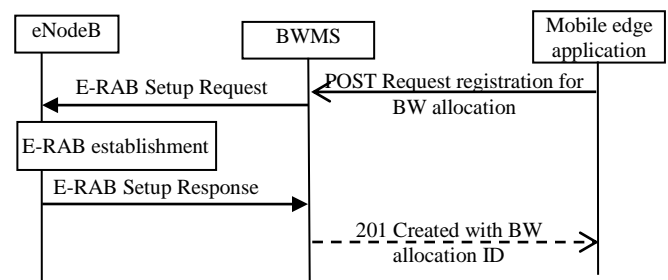 eNodeB
BWMS
Mobile edge
application
POST Request registration for
BW allocation
E-RAB Setup Request
E-RAB establishment
E-RAB Setup Response
201 Created with BW
allocation ID